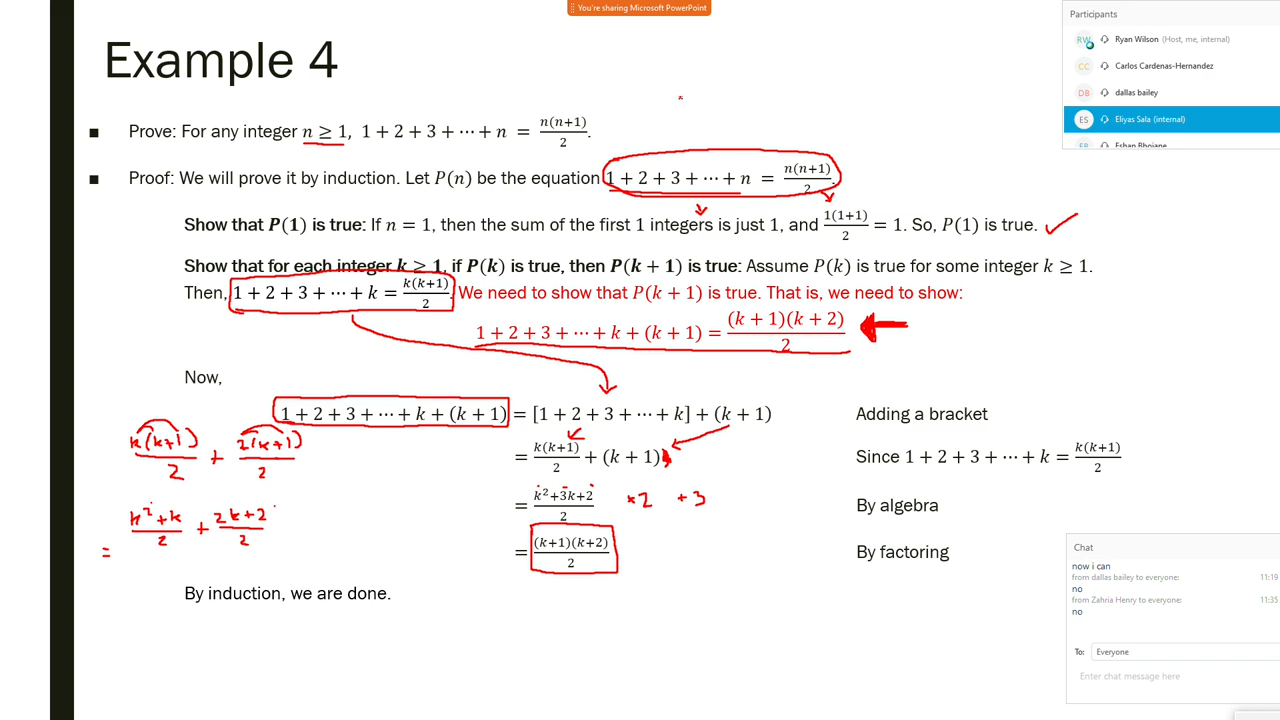 You're sharing Microsoft PowerPoint
Participants
RW Ryan Wilson (Host, me, internal)
CC Carlos Cardenas-Hernandez
DB dallas bailey
ES Eliyas Sala (internal)
EB Eshan Bhojane
Example 4
■ Prove: For any integer n ≥ 1, 1 + 2 + 3 + ⋯ + n = n(n+1)/2.
■ Proof: We will prove it by induction. Let P(n) be the equation 1 + 2 + 3 + ⋯ + n = n(n+1)/2.
Show that P(1) is true: If n = 1, then the sum of the first 1 integers is just 1, and 1(1+1)/2 = 1. So, P(1) is true.
Show that for each integer k ≥ 1, if P(k) is true, then P(k + 1) is true: Assume P(k) is true for some integer k ≥ 1.
Then, 1 + 2 + 3 + ⋯ + k = k(k+1)/2. We need to show that P(k + 1) is true. That is, we need to show:
1 + 2 + 3 + ⋯ + k + (k + 1) = (k + 1)(k + 2)/2
Now,
1 + 2 + 3 + ⋯ + k + (k + 1) = [1 + 2 + 3 + ⋯ + k] + (k + 1) Adding a bracket
k(k+1)/2 + 2(k+1)/2
= k(k+1)/2 + (k + 1) Since 1 + 2 + 3 + ⋯ + k = k(k+1)/2
= k²+3k+2/2 ×2 +3 By algebra
k²+k/2 + 2k+2/2
=
= (k+1)(k+2)/2 By factoring
By induction, we are done.
Chat
now i can
from dallas bailey to everyone: 11:19
no
from Zahria Henry to everyone: 11:35
no
To: Everyone
Enter chat message here